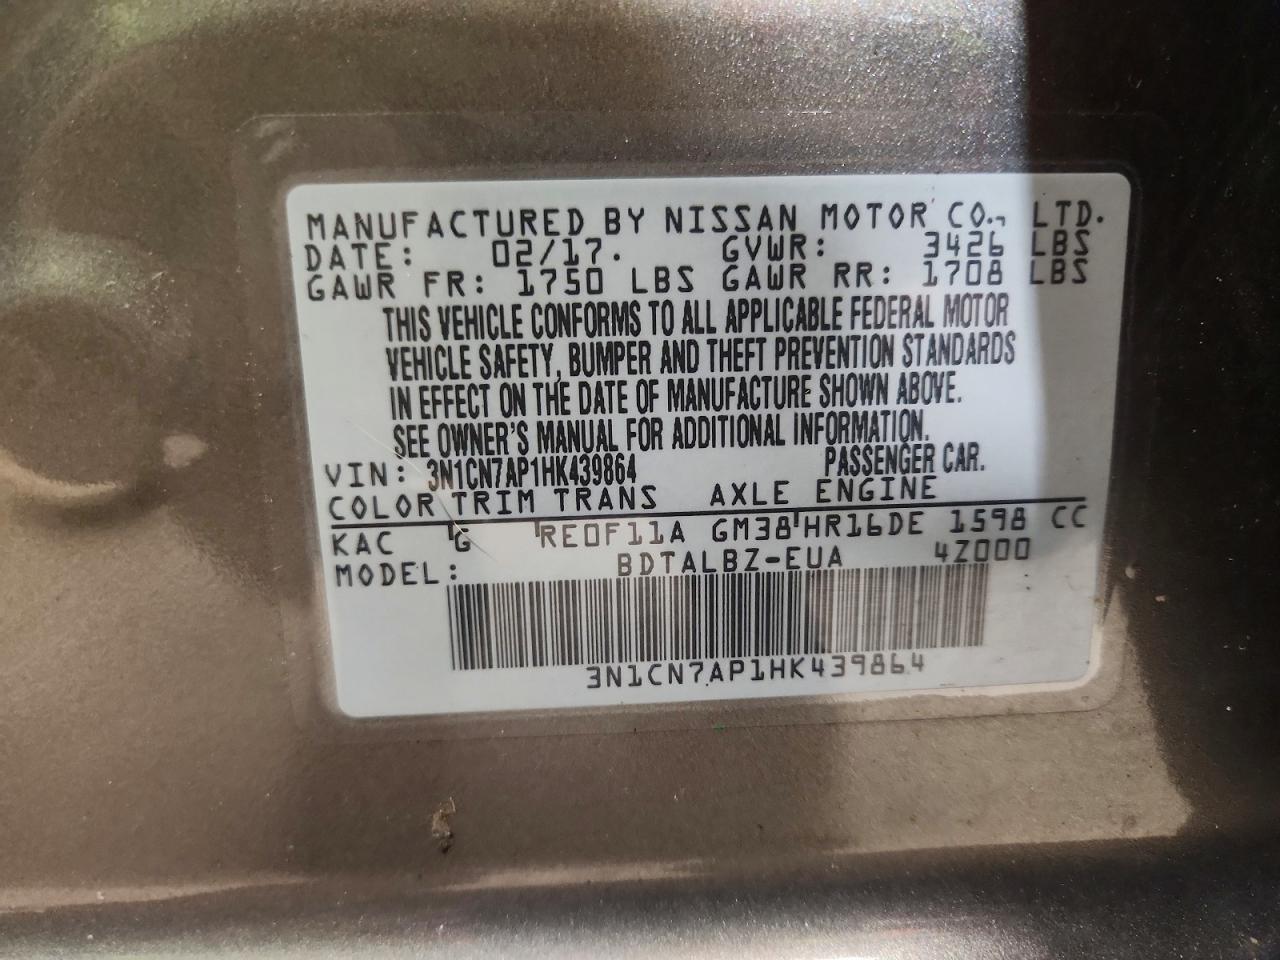 MANUFACTURED BY NISSAN MOTOR CO., LTD.
DATE: 02/17. GVWR: 3426 LBS
GAWR FR: 1750 LBS GAWR RR: 1708 LBS
THIS VEHICLE CONFORMS TO ALL APPLICABLE FEDERAL MOTOR
VEHICLE SAFETY, BUMPER AND THEFT PREVENTION STANDARDS
IN EFFECT ON THE DATE OF MANUFACTURE SHOWN ABOVE.
SEE OWNER'S MANUAL FOR ADDITIONAL INFORMATION.
VIN: 3N1CN7AP1HK439864 PASSENGER CAR.
COLOR TRIM TRANS AXLE ENGINE
KAC G RE0F11A GM38 HR16DE 1598 CC
MODEL: BDTALBZ-EUA 4Z000
3N1CN7AP1HK439864